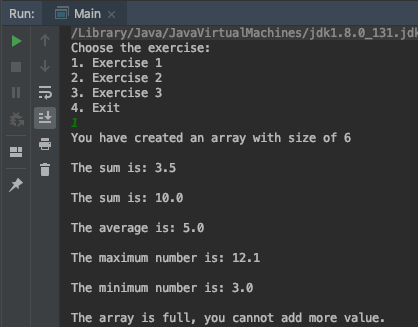 Run: Main
/Library/Java/JavaVirtualMachines/jdk1.8.0_131.jdk
Choose the exercise:
1. Exercise 1
2. Exercise 2
3. Exercise 3
4. Exit
1
You have created an array with size of 6
The sum is: 3.5
The sum is: 10.0
The average is: 5.0
The maximum number is: 12.1
The minimum number is: 3.0
The array is full, you cannot add more value.